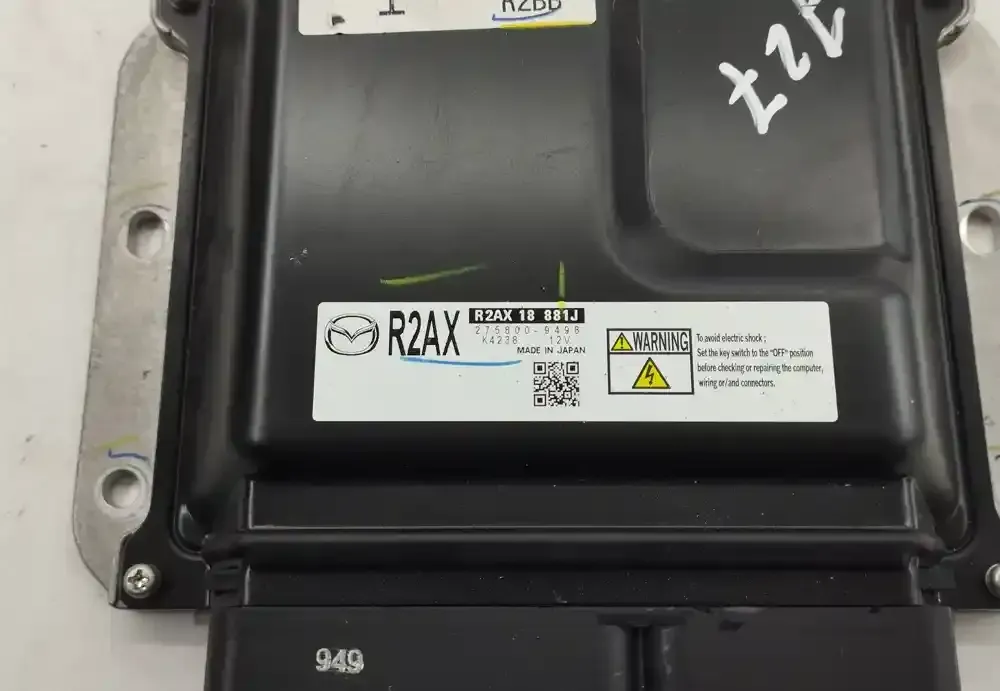 R2BB
R2AX
R2AX 18 881J
275800-9498
K4238 12V
MADE IN JAPAN
WARNING
To avoid electric shock ;
Set the key switch to the "OFF" position
before checking or repairing the computer,
wiring or/and connectors.
949